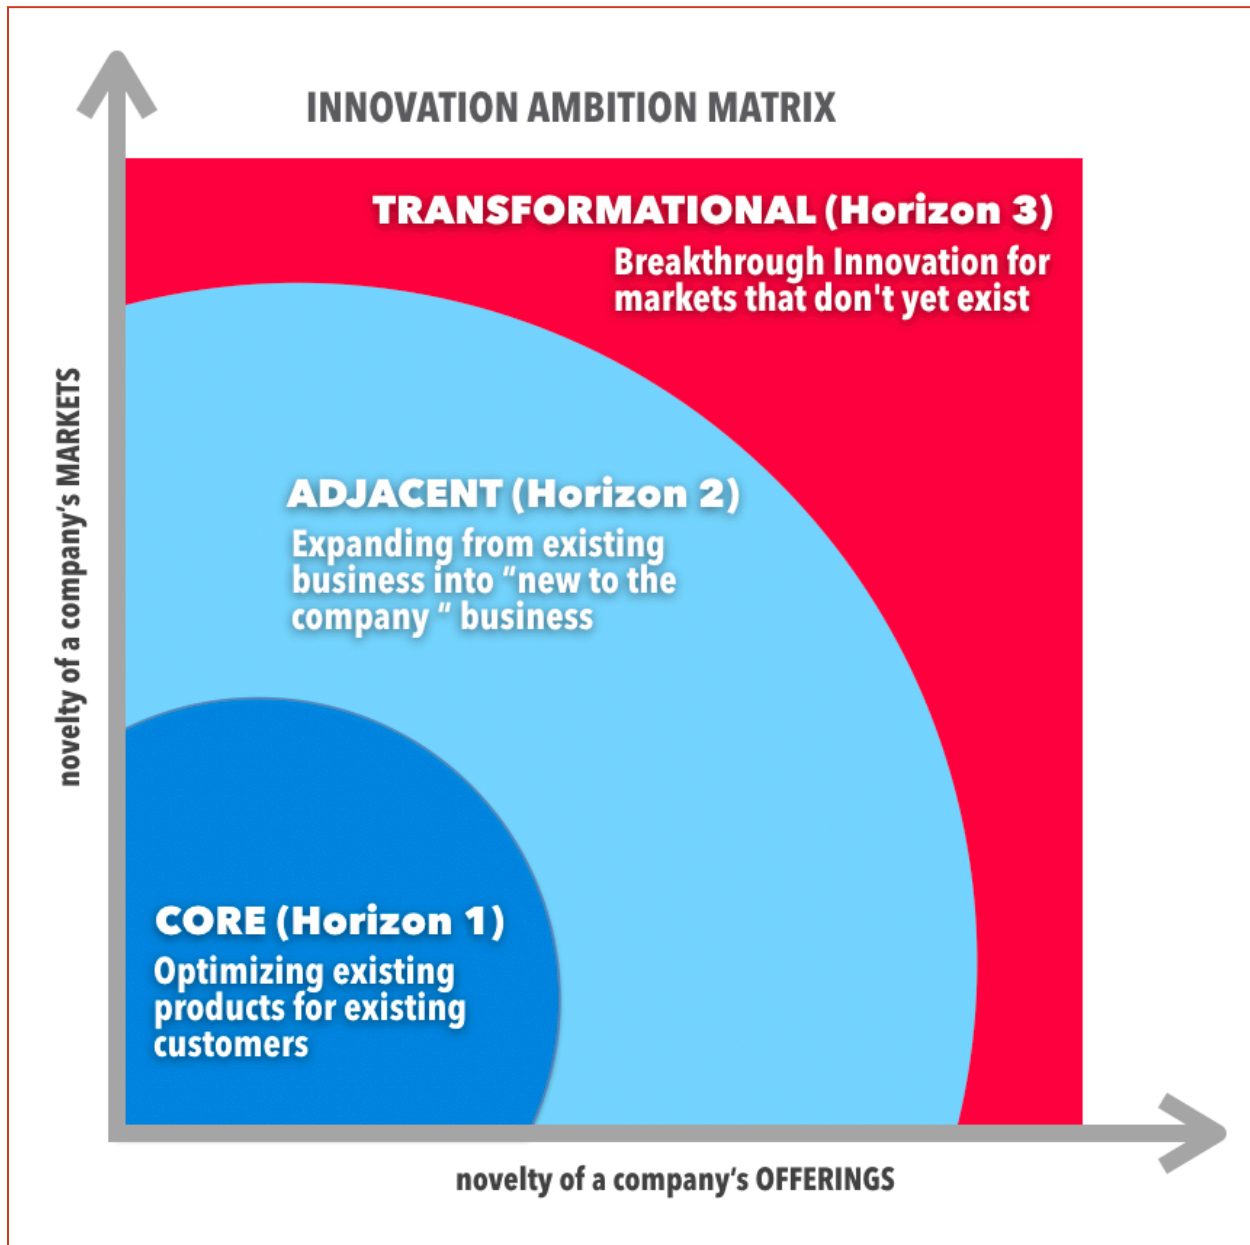 INNOVATION AMBITION MATRIX
TRANSFORMATIONAL (Horizon 3)
Breakthrough Innovation for
markets that don't yet exist
novelty of a company’s MARKETS
ADJACENT (Horizon 2)
Expanding from existing
business into “new to the
company “ business
CORE (Horizon 1)
Optimizing existing
products for existing
customers
novelty of a company’s OFFERINGS